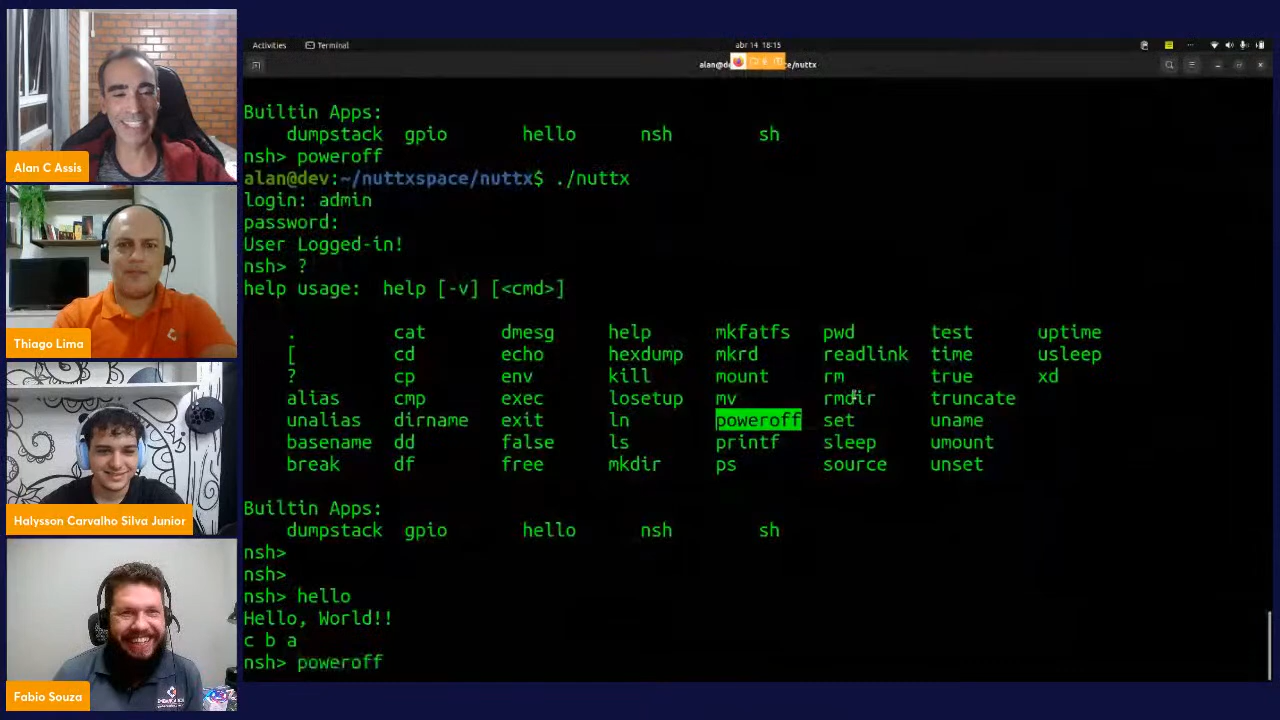 Activities Terminal abr 14 18:15
Builtin Apps:
dumpstack gpio hello nsh sh
nsh> poweroff
alan@dev:~/nuttxspace/nuttx$ ./nuttx
login: admin
password:
User Logged-in!
nsh> ?
help usage: help [-v] [<cmd>]
. cat dmesg help mkfatfs pwd test uptime
[ cd echo hexdump mkrd readlink time usleep
? cp env kill mount rm true xd
alias cmp exec losetup mv rmdir truncate
unalias dirname exit ln poweroff set uname
basename dd false ls printf sleep umount
break df free mkdir ps source unset
Builtin Apps:
dumpstack gpio hello nsh sh
nsh>
nsh>
nsh> hello
Hello, World!!
c b a
nsh> poweroff
Alan C Assis
Thiago Lima
Halysson Carvalho Silva Junior
Fabio Souza